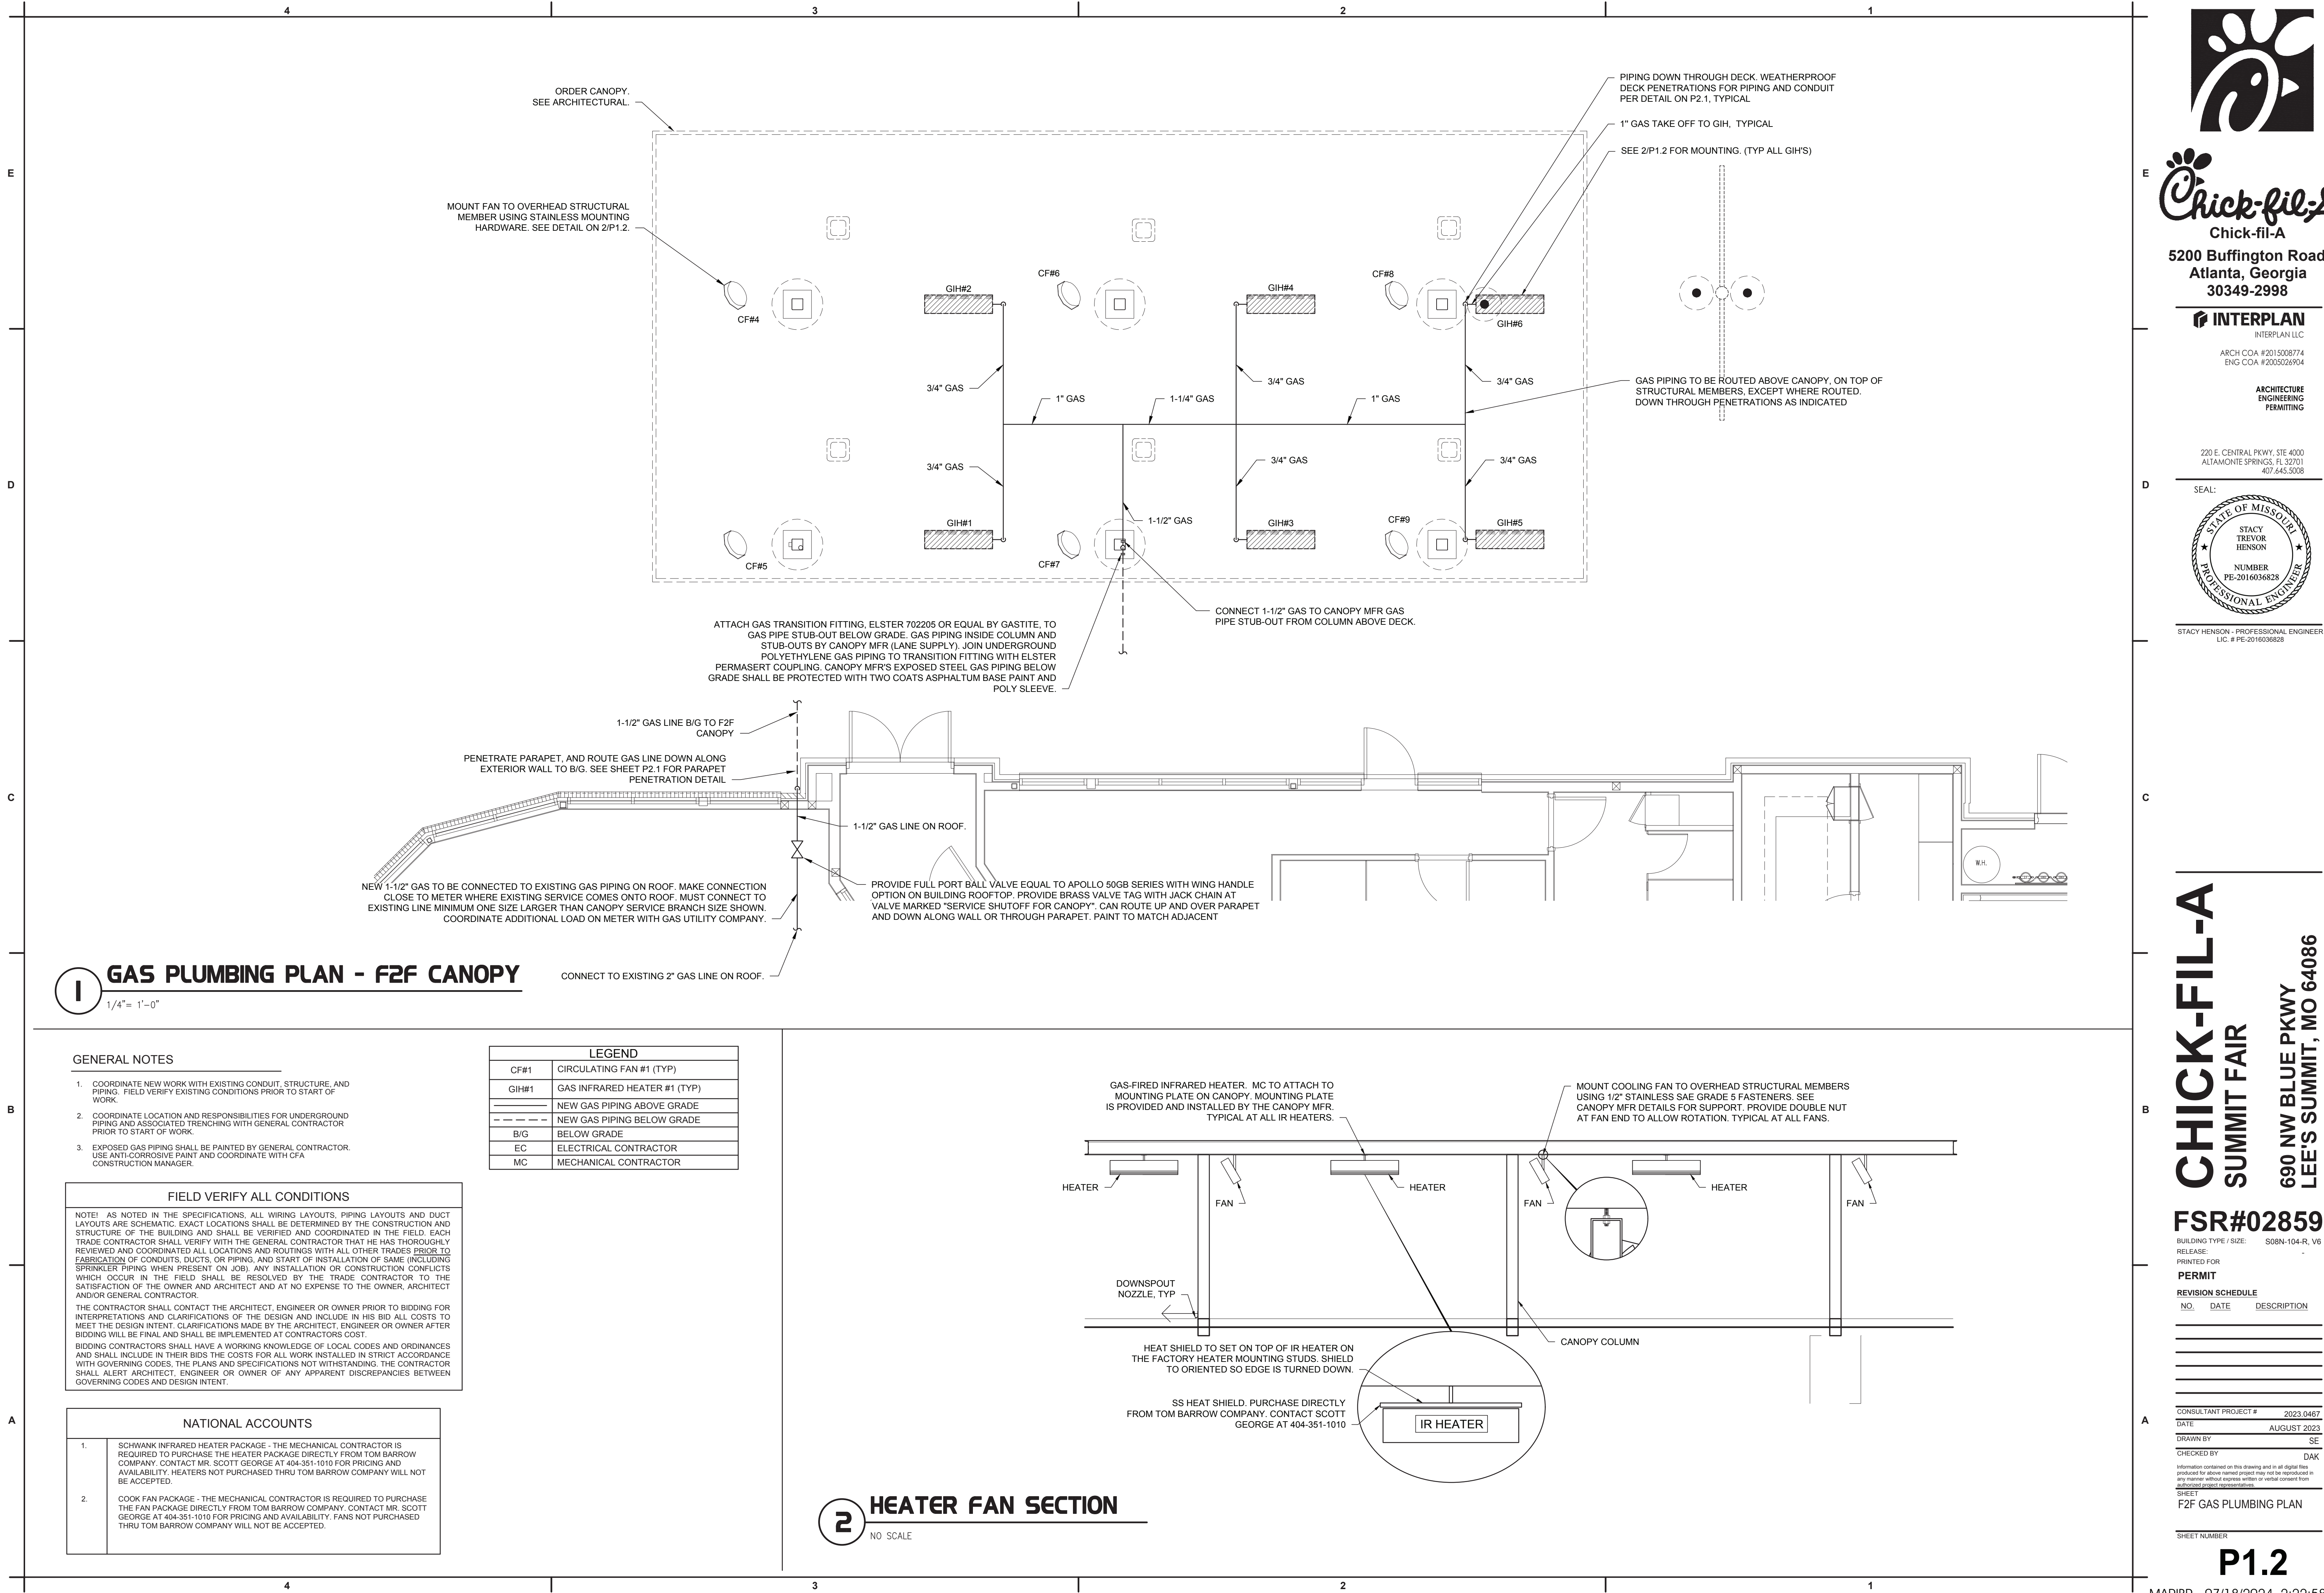 4
3
2
1
ORDER CANOPY.
SEE ARCHITECTURAL.
PIPING DOWN THROUGH DECK. WEATHERPROOF
DECK PENETRATIONS FOR PIPING AND CONDUIT
PER DETAIL ON P2.1, TYPICAL
1" GAS TAKE OFF TO GIH, TYPICAL
SEE 2/P1.2 FOR MOUNTING. (TYP ALL GIH'S)
E
E
MOUNT FAN TO OVERHEAD STRUCTURAL
MEMBER USING STAINLESS MOUNTING
HARDWARE. SEE DETAIL ON 2/P1.2.
CF#4
GIH#2
CF#6
GIH#4
CF#8
GIH#6
3/4" GAS
3/4" GAS
3/4" GAS
1" GAS
1-1/4" GAS
1" GAS
GAS PIPING TO BE ROUTED ABOVE CANOPY, ON TOP OF
STRUCTURAL MEMBERS, EXCEPT WHERE ROUTED.
DOWN THROUGH PENETRATIONS AS INDICATED
3/4" GAS
3/4" GAS
3/4" GAS
D
D
1-1/2" GAS
CF#5
GIH#1
CF#7
GIH#3
CF#9
GIH#5
CONNECT 1-1/2" GAS TO CANOPY MFR GAS
PIPE STUB-OUT FROM COLUMN ABOVE DECK.
ATTACH GAS TRANSITION FITTING, ELSTER 702205 OR EQUAL BY GASTITE, TO
GAS PIPE STUB-OUT BELOW GRADE. GAS PIPING INSIDE COLUMN AND
STUB-OUTS BY CANOPY MFR (LANE SUPPLY). JOIN UNDERGROUND
POLYETHYLENE GAS PIPING TO TRANSITION FITTING WITH ELSTER
PERMASERT COUPLING. CANOPY MFR'S EXPOSED STEEL GAS PIPING BELOW
GRADE SHALL BE PROTECTED WITH TWO COATS ASPHALTUM BASE PAINT AND
POLY SLEEVE.
1-1/2" GAS LINE B/G TO F2F
CANOPY
PENETRATE PARAPET, AND ROUTE GAS LINE DOWN ALONG
EXTERIOR WALL TO B/G. SEE SHEET P2.1 FOR PARAPET
PENETRATION DETAIL
C
C
1-1/2" GAS LINE ON ROOF.
W.H.
NEW 1-1/2" GAS TO BE CONNECTED TO EXISTING GAS PIPING ON ROOF. MAKE CONNECTION
CLOSE TO METER WHERE EXISTING SERVICE COMES ONTO ROOF. MUST CONNECT TO
EXISTING LINE MINIMUM ONE SIZE LARGER THAN CANOPY SERVICE BRANCH SIZE SHOWN.
COORDINATE ADDITIONAL LOAD ON METER WITH GAS UTILITY COMPANY.
PROVIDE FULL PORT BALL VALVE EQUAL TO APOLLO 50GB SERIES WITH WING HANDLE
OPTION ON BUILDING ROOFTOP. PROVIDE BRASS VALVE TAG WITH JACK CHAIN AT
VALVE MARKED "SERVICE SHUTOFF FOR CANOPY". CAN ROUTE UP AND OVER PARAPET
AND DOWN ALONG WALL OR THROUGH PARAPET. PAINT TO MATCH ADJACENT
CONNECT TO EXISTING 2" GAS LINE ON ROOF.
1
GAS PLUMBING PLAN - F2F CANOPY
1/4"= 1'-0"
GENERAL NOTES
1. COORDINATE NEW WORK WITH EXISTING CONDUIT, STRUCTURE, AND
PIPING. FIELD VERIFY EXISTING CONDITIONS PRIOR TO START OF
WORK.
2. COORDINATE LOCATION AND RESPONSIBILITIES FOR UNDERGROUND
PIPING AND ASSOCIATED TRENCHING WITH GENERAL CONTRACTOR
PRIOR TO START OF WORK.
3. EXPOSED GAS PIPING SHALL BE PAINTED BY GENERAL CONTRACTOR.
USE ANTI-CORROSIVE PAINT AND COORDINATE WITH CFA
CONSTRUCTION MANAGER.
LEGEND
CF#1 CIRCULATING FAN #1 (TYP)
GIH#1 GAS INFRARED HEATER #1 (TYP)
NEW GAS PIPING ABOVE GRADE
NEW GAS PIPING BELOW GRADE
B/G BELOW GRADE
EC ELECTRICAL CONTRACTOR
MC MECHANICAL CONTRACTOR
B
B
FIELD VERIFY ALL CONDITIONS
NOTE! AS NOTED IN THE SPECIFICATIONS, ALL WIRING LAYOUTS, PIPING LAYOUTS AND DUCT
LAYOUTS ARE SCHEMATIC. EXACT LOCATIONS SHALL BE DETERMINED BY THE CONSTRUCTION AND
STRUCTURE OF THE BUILDING AND SHALL BE VERIFIED AND COORDINATED IN THE FIELD. EACH
TRADE CONTRACTOR SHALL VERIFY WITH THE GENERAL CONTRACTOR THAT HE HAS THOROUGHLY
REVIEWED AND COORDINATED ALL LOCATIONS AND ROUTINGS WITH ALL OTHER TRADES PRIOR TO
FABRICATION OF CONDUITS, DUCTS, OR PIPING, AND START OF INSTALLATION OF SAME (INCLUDING
SPRINKLER PIPING WHEN PRESENT ON JOB). ANY INSTALLATION OR CONSTRUCTION CONFLICTS
WHICH OCCUR IN THE FIELD SHALL BE RESOLVED BY THE TRADE CONTRACTOR TO THE
SATISFACTION OF THE OWNER AND ARCHITECT AND AT NO EXPENSE TO THE OWNER, ARCHITECT
AND/OR GENERAL CONTRACTOR.
THE CONTRACTOR SHALL CONTACT THE ARCHITECT, ENGINEER OR OWNER PRIOR TO BIDDING FOR
INTERPRETATIONS AND CLARIFICATIONS OF THE DESIGN AND INCLUDE IN HIS BID ALL COSTS TO
MEET THE DESIGN INTENT. CLARIFICATIONS MADE BY THE ARCHITECT, ENGINEER OR OWNER AFTER
BIDDING WILL BE FINAL AND SHALL BE IMPLEMENTED AT CONTRACTORS COST.
BIDDING CONTRACTORS SHALL HAVE A WORKING KNOWLEDGE OF LOCAL CODES AND ORDINANCES
AND SHALL INCLUDE IN THEIR BIDS THE COSTS FOR ALL WORK INSTALLED IN STRICT ACCORDANCE
WITH GOVERNING CODES, THE PLANS AND SPECIFICATIONS NOT WITHSTANDING. THE CONTRACTOR
SHALL ALERT ARCHITECT, ENGINEER OR OWNER OF ANY APPARENT DISCREPANCIES BETWEEN
GOVERNING CODES AND DESIGN INTENT.
NATIONAL ACCOUNTS
1. SCHWANK INFRARED HEATER PACKAGE - THE MECHANICAL CONTRACTOR IS
REQUIRED TO PURCHASE THE HEATER PACKAGE DIRECTLY FROM TOM BARROW
COMPANY. CONTACT MR. SCOTT GEORGE AT 404-351-1010 FOR PRICING AND
AVAILABILITY. HEATERS NOT PURCHASED THRU TOM BARROW COMPANY WILL NOT
BE ACCEPTED.
2. COOK FAN PACKAGE - THE MECHANICAL CONTRACTOR IS REQUIRED TO PURCHASE
THE FAN PACKAGE DIRECTLY FROM TOM BARROW COMPANY. CONTACT MR. SCOTT
GEORGE AT 404-351-1010 FOR PRICING AND AVAILABILITY. FANS NOT PURCHASED
THRU TOM BARROW COMPANY WILL NOT BE ACCEPTED.
A
A
GAS-FIRED INFRARED HEATER. MC TO ATTACH TO
MOUNTING PLATE ON CANOPY. MOUNTING PLATE
IS PROVIDED AND INSTALLED BY THE CANOPY MFR.
TYPICAL AT ALL IR HEATERS.
MOUNT COOLING FAN TO OVERHEAD STRUCTURAL MEMBERS
USING 1/2" STAINLESS SAE GRADE 5 FASTENERS. SEE
CANOPY MFR DETAILS FOR SUPPORT. PROVIDE DOUBLE NUT
AT FAN END TO ALLOW ROTATION. TYPICAL AT ALL FANS.
HEATER
FAN
HEATER
FAN
HEATER
FAN
DOWNSPOUT
NOZZLE, TYP
CANOPY COLUMN
HEAT SHIELD TO SET ON TOP OF IR HEATER ON
THE FACTORY HEATER MOUNTING STUDS. SHIELD
TO ORIENTED SO EDGE IS TURNED DOWN.
SS HEAT SHIELD. PURCHASE DIRECTLY
FROM TOM BARROW COMPANY. CONTACT SCOTT
GEORGE AT 404-351-1010
IR HEATER
2
HEATER FAN SECTION
NO SCALE
4
3
2
1
Chick-fil-A
Chick-fil-A
5200 Buffington Road
Atlanta, Georgia
30349-2998
INTERPLAN
INTERPLAN LLC
ARCH COA #2015008774
ENG COA #2005026904
ARCHITECTURE
ENGINEERING
PERMITTING
220 E. CENTRAL PKWY, STE 4000
ALTAMONTE SPRINGS, FL 32701
407.645.5008
SEAL:
STATE OF MISSOURI
STACY
TREVOR
HENSON
NUMBER
PE-2016036828
PROFESSIONAL ENGINEER
STACY HENSON - PROFESSIONAL ENGINEER
LIC. # PE-2016036828
CHICK-FIL-A
SUMMIT FAIR
690 NW BLUE PKWY
LEE'S SUMMIT, MO 64086
FSR#02859
BUILDING TYPE / SIZE: S08N-104-R, V6
RELEASE: -
PRINTED FOR
PERMIT
REVISION SCHEDULE
NO. DATE DESCRIPTION
CONSULTANT PROJECT # 2023.0467
DATE AUGUST 2023
DRAWN BY SE
CHECKED BY DAK
Information contained on this drawing and in all digital files
produced for above named project may not be reproduced in
any manner without express written or verbal consent from
authorized project representatives.
SHEET
F2F GAS PLUMBING PLAN
SHEET NUMBER
P1.2